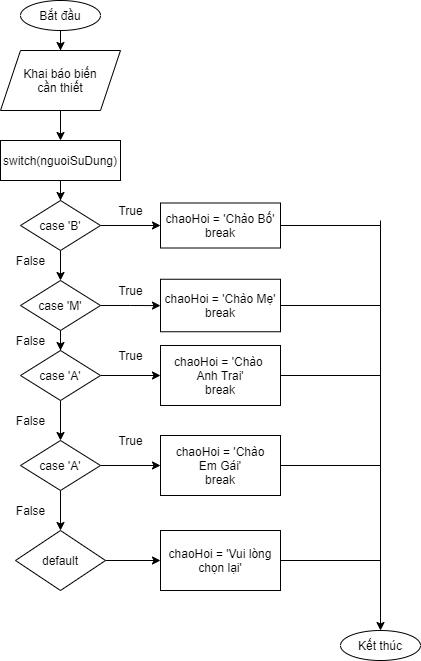 Bắt đầu
Khai báo biến
cần thiết
switch(nguoiSuDung)
case 'B'
True
chaoHoi = 'Chào Bố'
break
False
case 'M'
True
chaoHoi = 'Chào Mẹ'
break
False
case 'A'
True
chaoHoi = 'Chào
Anh Trai'
break
False
case 'A'
True
chaoHoi = 'Chào
Em Gái'
break
False
default
chaoHoi = 'Vui lòng
chọn lại'
Kết thúc